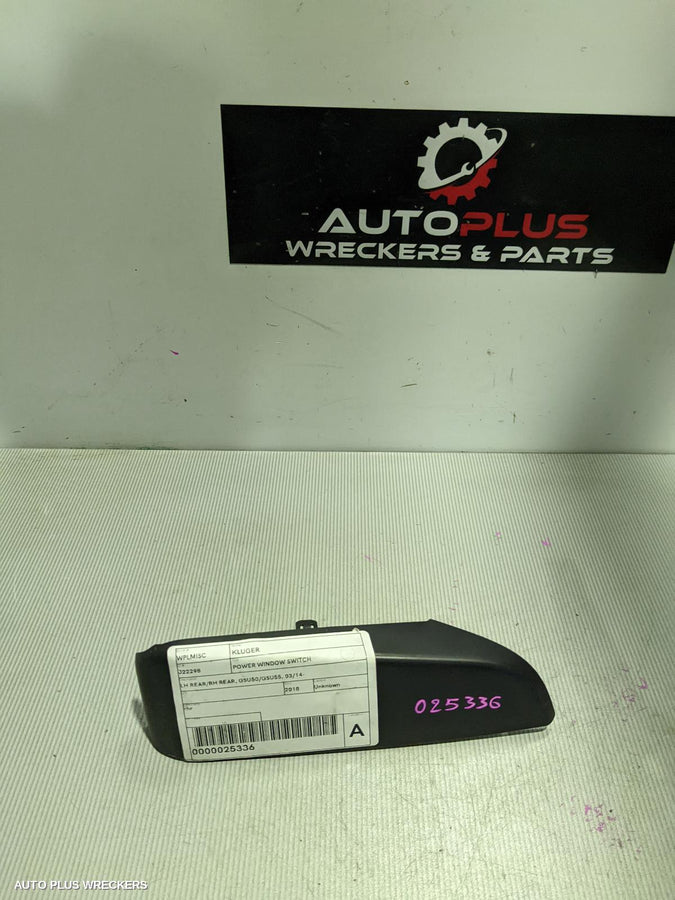 AUTOPLUS
WRECKERS & PARTS
WPLMISC
KLUGER
J22298
POWER WINDOW SWITCH
LH REAR/RH REAR, GSU50/GSU55, 03/14-
2018
Unknown
0000025336
A
025336
AUTO PLUS WRECKERS